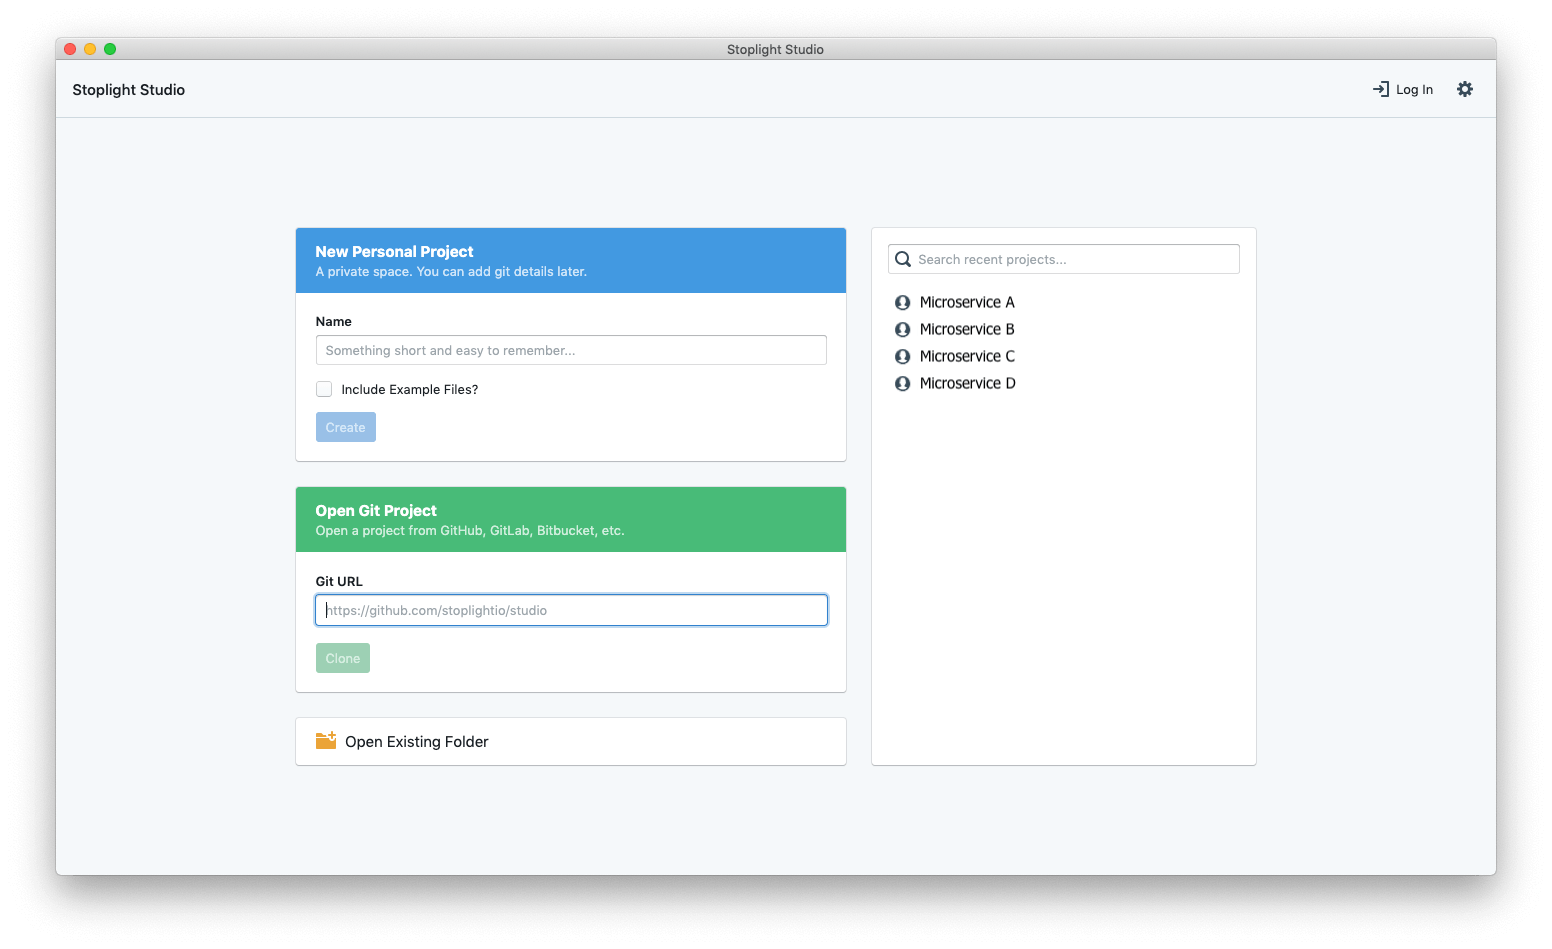 Stoplight Studio
Stoplight Studio
Log In
New Personal Project
A private space. You can add git details later.
Name
Something short and easy to remember...
Include Example Files?
Create
Open Git Project
Open a project from GitHub, GitLab, Bitbucket, etc.
Git URL
https://github.com/stoplightio/studio
Clone
Open Existing Folder
Search recent projects...
Microservice A
Microservice B
Microservice C
Microservice D